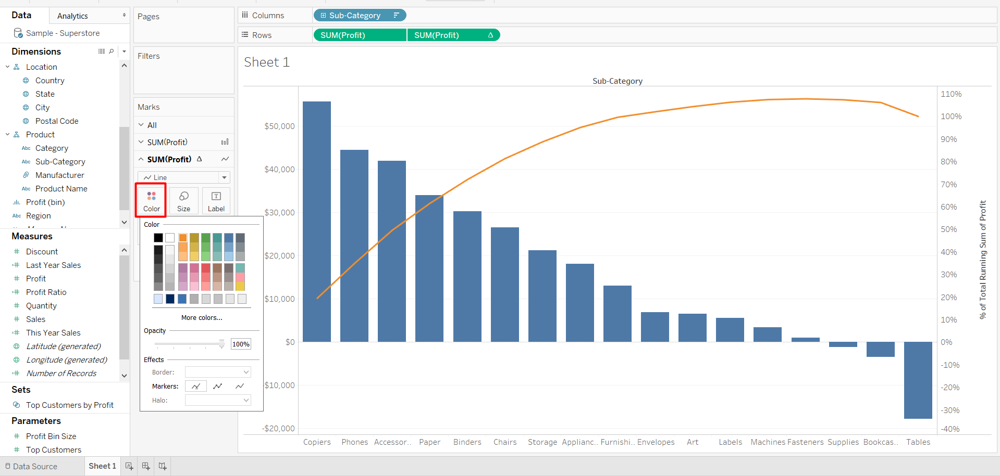 Data
Analytics
Sample - Superstore
Dimensions
Location
Country
State
City
Postal Code
Product
Abc Category
Abc Sub-Category
Manufacturer
Abc Product Name
Profit (bin)
Abc Region
Measures
Discount
Last Year Sales
Profit
Profit Ratio
Quantity
Sales
This Year Sales
Latitude (generated)
Longitude (generated)
Number of Records
Sets
Top Customers by Profit
Parameters
Profit Bin Size
Top Customers
Pages
Filters
Marks
All
SUM(Profit)
SUM(Profit) Δ
Line
Color
Size
T
Label
Color
More colors...
Opacity
100%
Effects
Border:
Markers:
Halo:
Columns
Sub-Category
Rows
SUM(Profit)
SUM(Profit) Δ
Sheet 1
Sub-Category
$50,000
$40,000
$30,000
$20,000
$10,000
$0
-$10,000
-$20,000
110%
100%
90%
80%
70%
60%
50%
40%
30%
20%
10%
0%
-10%
-20%
-30%
-40%
% of Total Running Sum of Profit
Copiers Phones Accessor.. Paper Binders Chairs Storage Applianc.. Furnishi.. Envelopes Art Labels Machines Fasteners Supplies Bookcas.. Tables
Data Source
Sheet 1